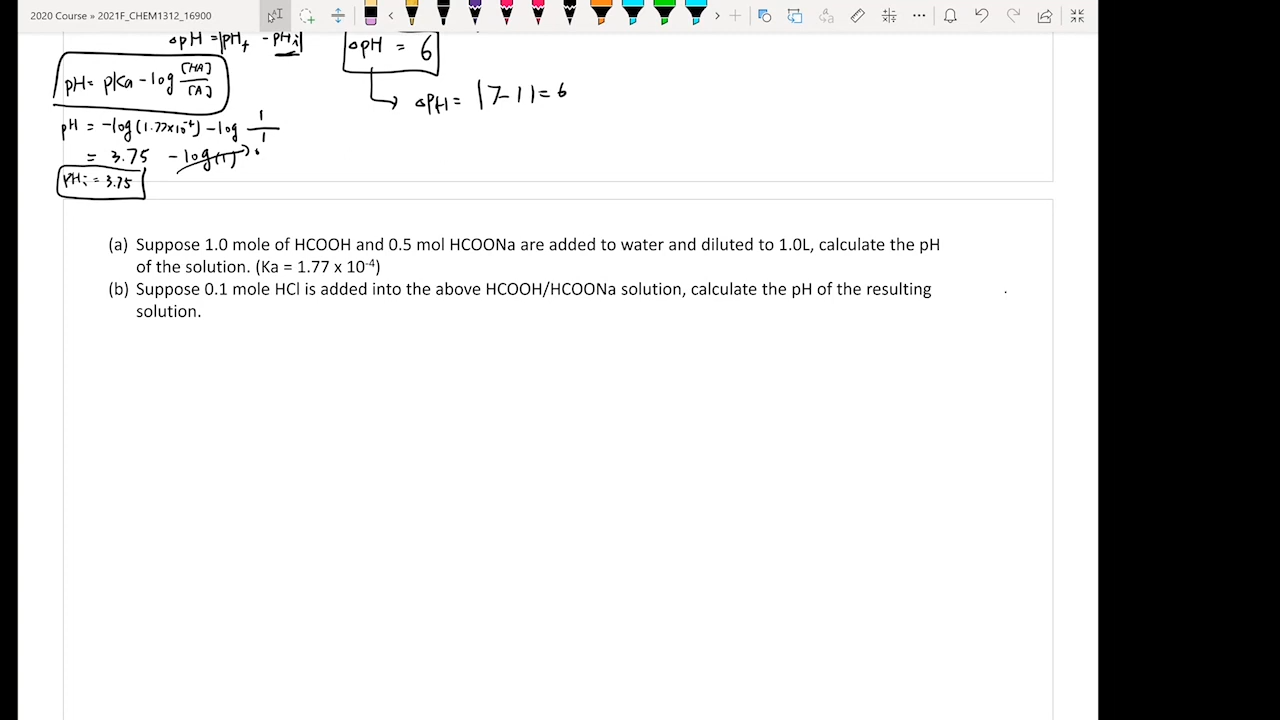 2020 Course » 2021F_CHEM1312_16900
ΔpH = |pHf - pHi|
pH = pKa - log [HA]/[A]
pH = -log(1.77x10⁻⁴) - log 1/1
= 3.75 - log(1) 0
pHi = 3.75
ΔpH = 6
ΔpH = |7-1| = 6
(a) Suppose 1.0 mole of HCOOH and 0.5 mol HCOONa are added to water and diluted to 1.0L, calculate the pH
of the solution. (Ka = 1.77 x 10⁻⁴)
(b) Suppose 0.1 mole HCl is added into the above HCOOH/HCOONa solution, calculate the pH of the resulting
solution.